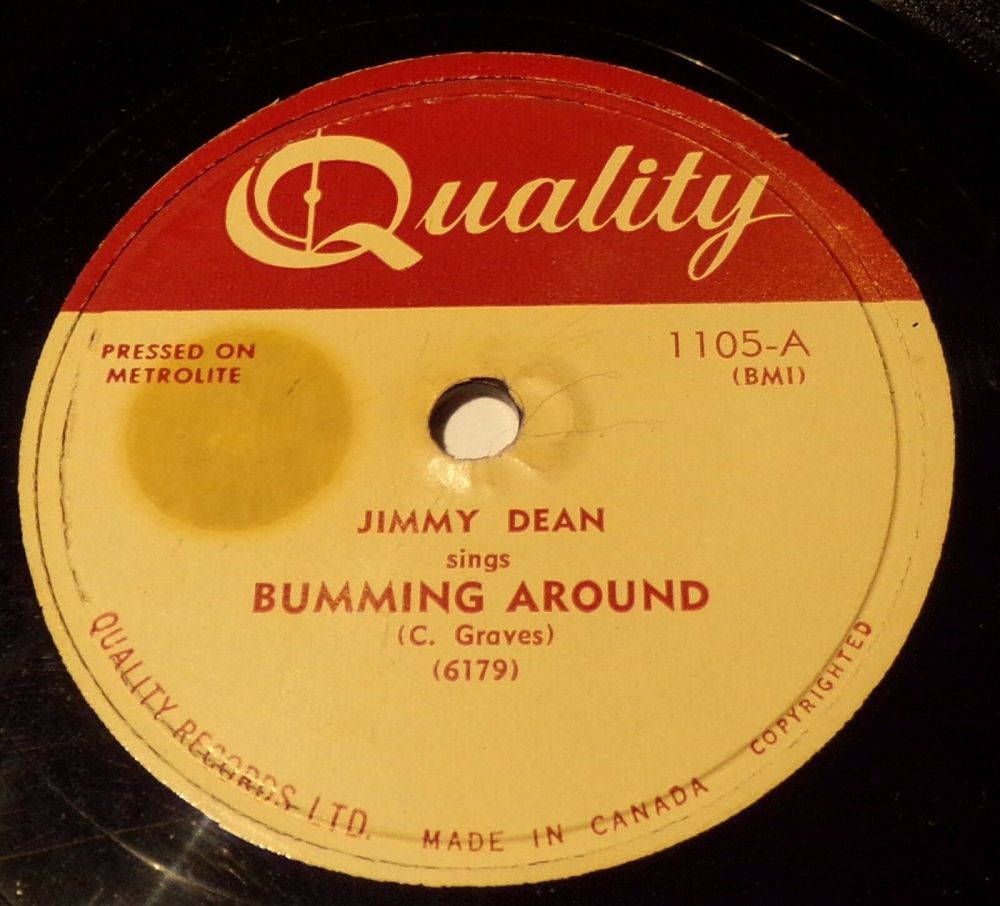 Quality
PRESSED ON
METROLITE
1105-A
(BMI)
JIMMY DEAN
sings
BUMMING AROUND
(C. Graves)
(6179)
QUALITY RECORDS LTD. MADE IN CANADA COPYRIGHTED